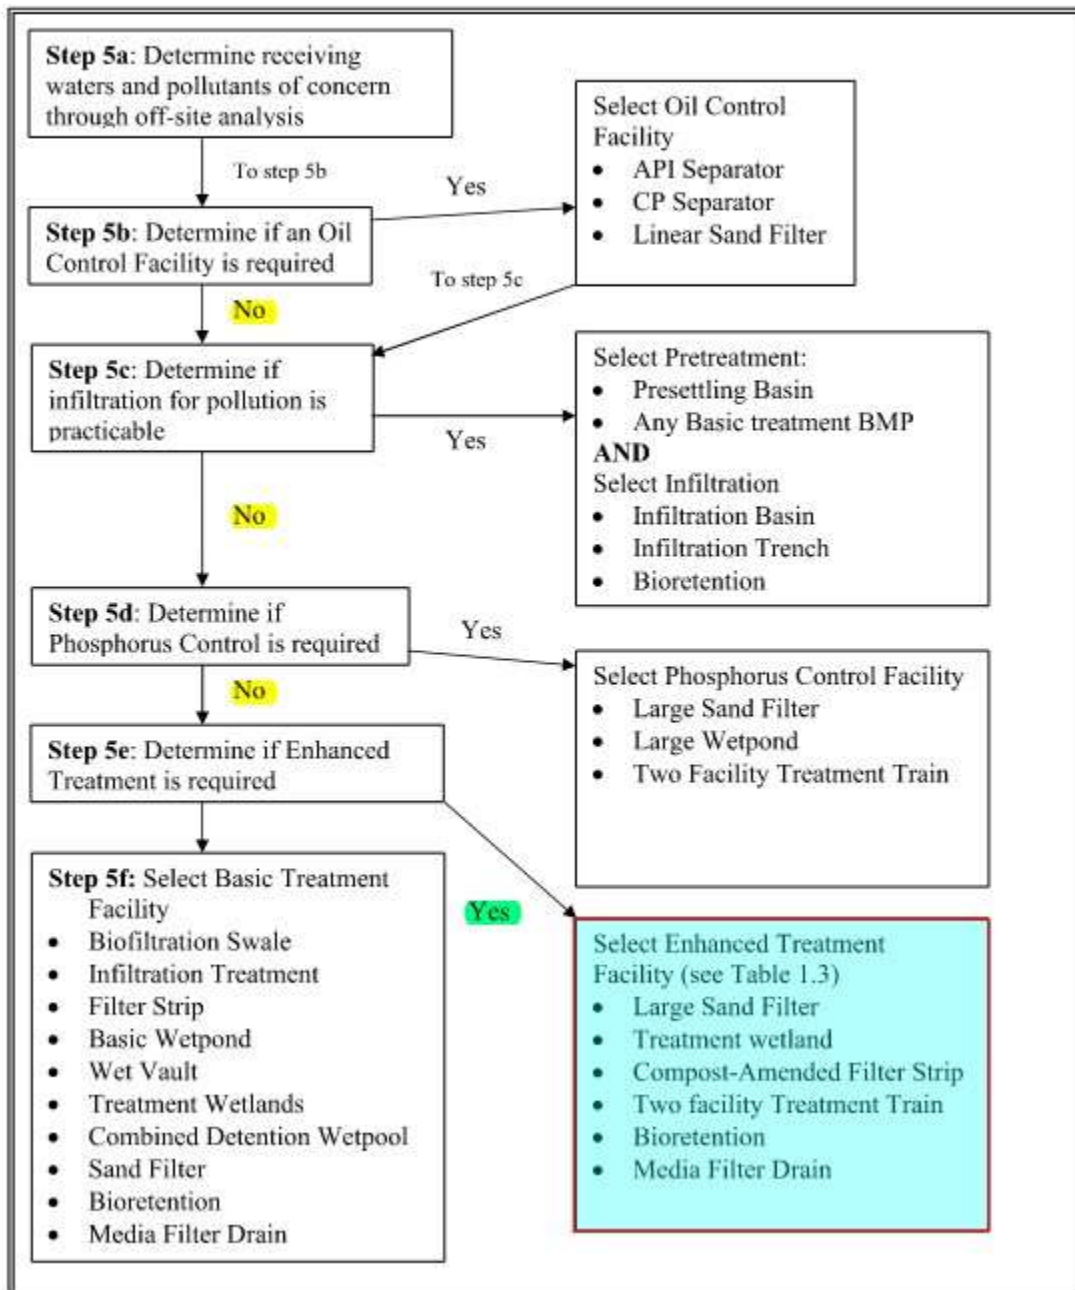 Step 5a: Determine receiving
waters and pollutants of concern
through off-site analysis
To step 5b
Yes
Select Oil Control
Facility
• API Separator
• CP Separator
• Linear Sand Filter
Step 5b: Determine if an Oil
Control Facility is required
To step 5c
No
Step 5c: Determine if
infiltration for pollution is
practicable
Yes
Select Pretreatment:
• Presettling Basin
• Any Basic treatment BMP
AND
Select Infiltration
• Infiltration Basin
• Infiltration Trench
• Bioretention
No
Step 5d: Determine if
Phosphorus Control is required
Yes
Select Phosphorus Control Facility
• Large Sand Filter
• Large Wetpond
• Two Facility Treatment Train
No
Step 5e: Determine if Enhanced
Treatment is required
Step 5f: Select Basic Treatment
Facility
• Biofiltration Swale
• Infiltration Treatment
• Filter Strip
• Basic Wetpond
• Wet Vault
• Treatment Wetlands
• Combined Detention Wetpool
• Sand Filter
• Bioretention
• Media Filter Drain
Yes
Select Enhanced Treatment
Facility (see Table 1.3)
• Large Sand Filter
• Treatment wetland
• Compost-Amended Filter Strip
• Two facility Treatment Train
• Bioretention
• Media Filter Drain